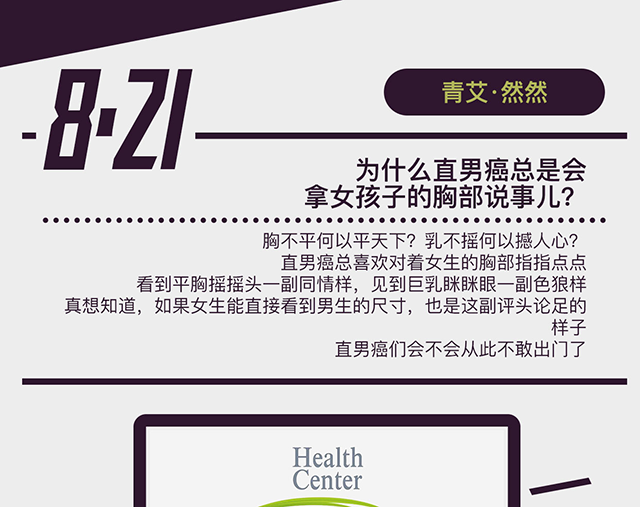 8·21
青艾·然然
为什么直男癌总是会
拿女孩子的胸部说事儿？
胸不平何以平天下？乳不摇何以撼人心？
直男癌总喜欢对着女生的胸部指指点点
看到平胸摇摇头一副同情样，见到巨乳眯眯眼一副色狼样
真想知道，如果女生能直接看到男生的尺寸，也是这副评头论足的
样子
直男癌们会不会从此不敢出门了
Health
Center